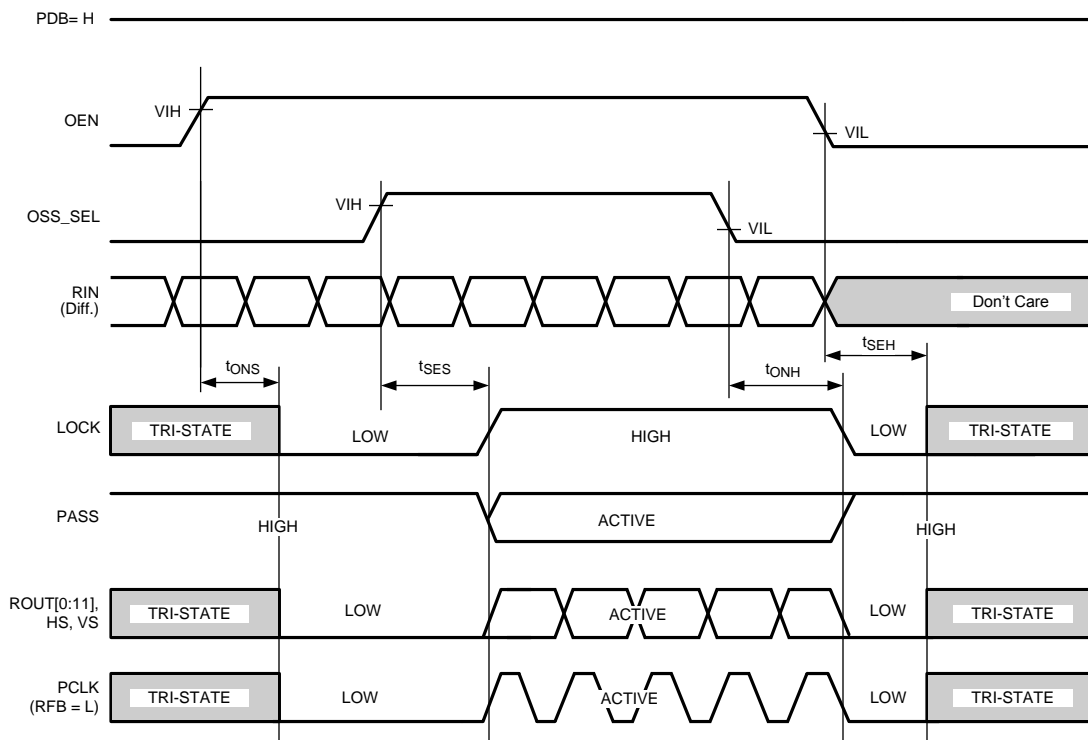 PDB= H
VIH
OEN
VIL
VIH
OSS_SEL
VIL
RIN
(Diff.)
Don't Care
tSEH
tONS
tSES
tONH
LOCK
TRI-STATE
LOW
HIGH
LOW
TRI-STATE
PASS
HIGH
ACTIVE
HIGH
ROUT[0:11],
HS, VS
TRI-STATE
LOW
ACTIVE
LOW
TRI-STATE
PCLK
(RFB = L)
TRI-STATE
LOW
ACTIVE
LOW
TRI-STATE